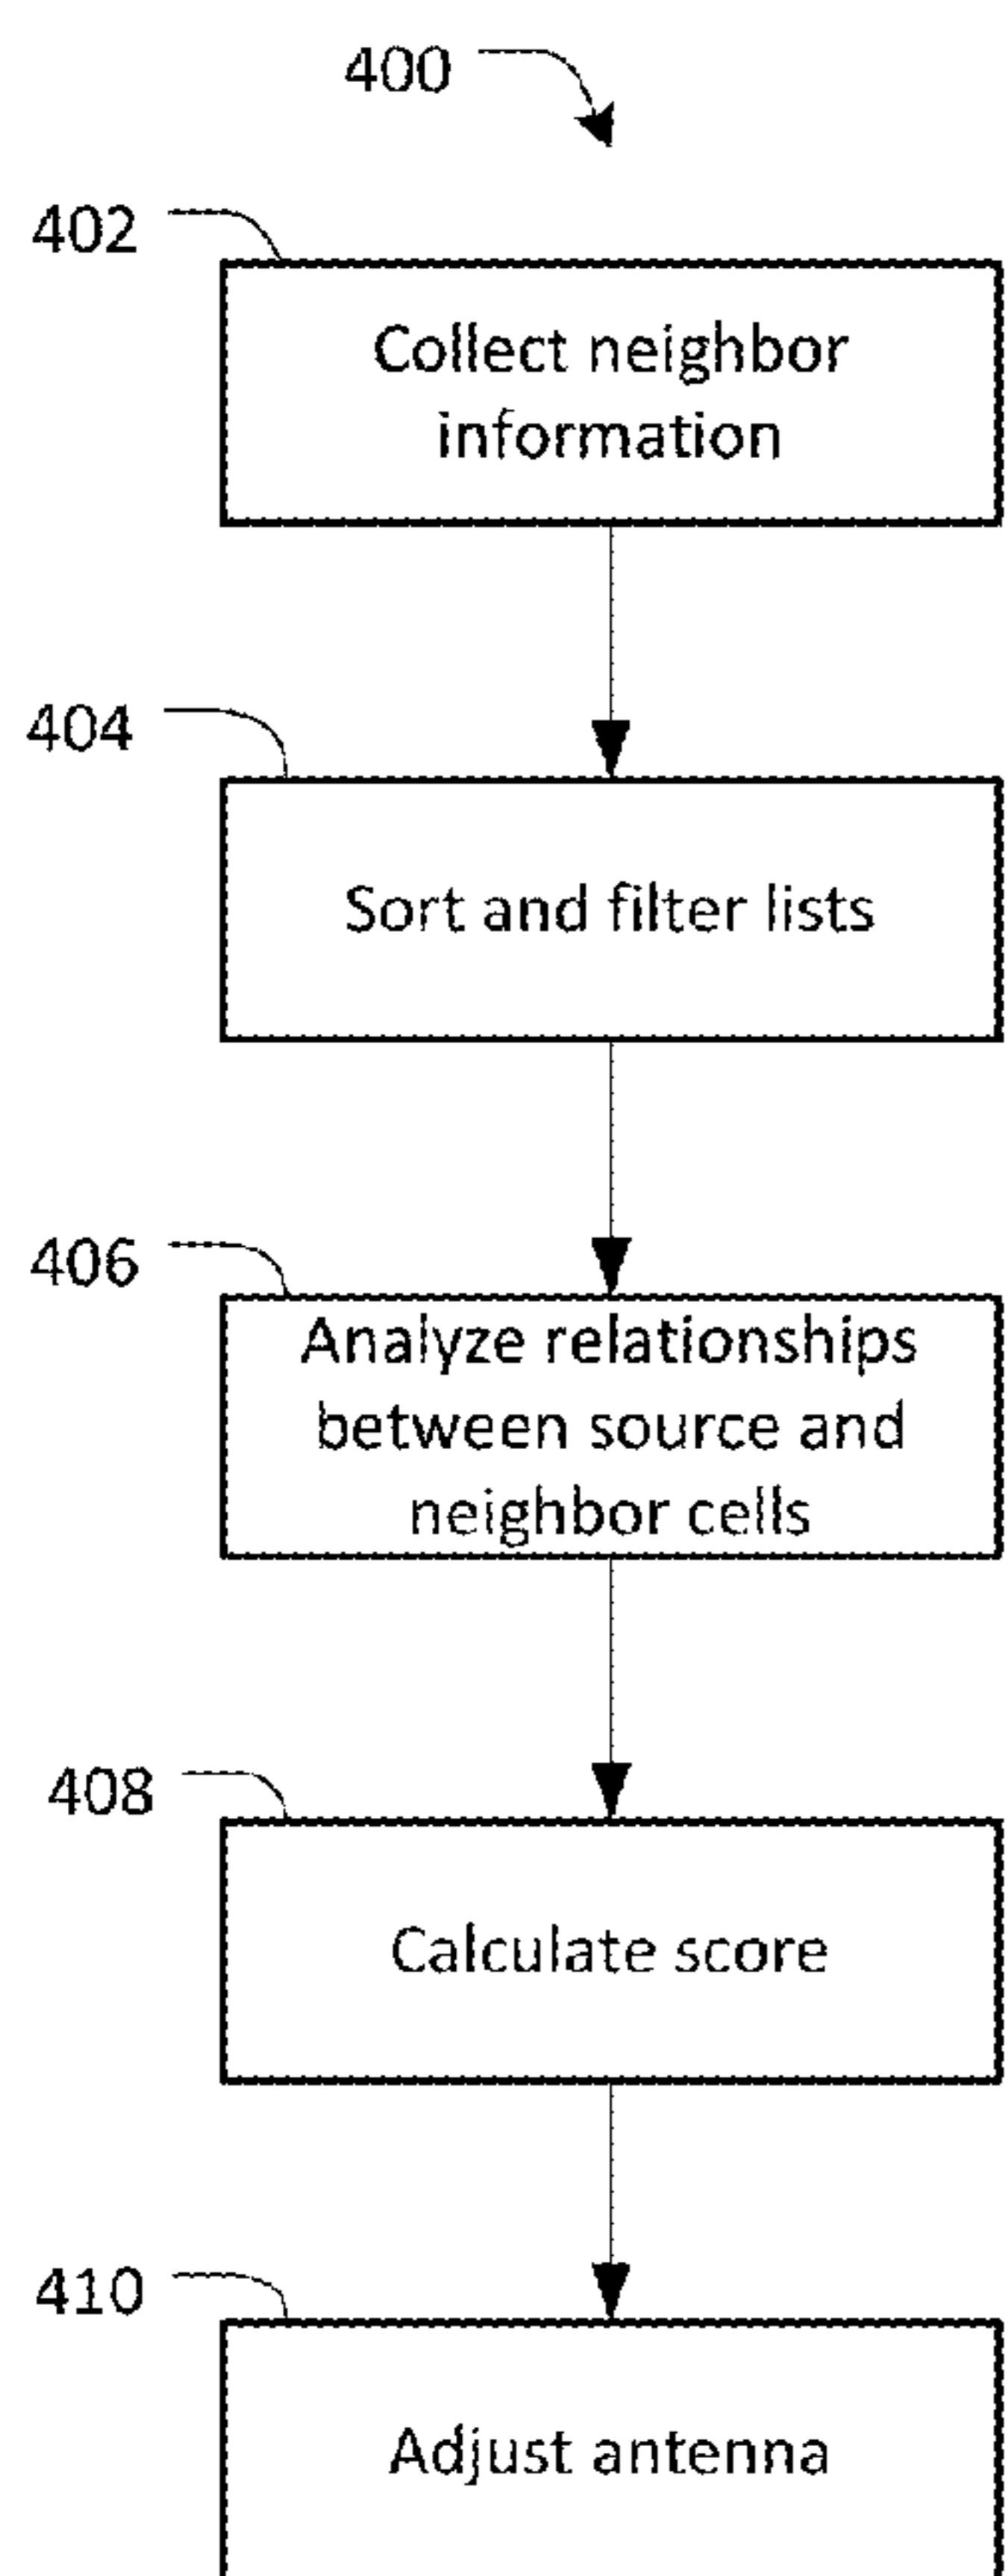 400
402
Collect neighbor
information
404
Sort and filter lists
406
Analyze relationships
between source and
neighbor cells
408
Calculate score
410
Adjust antenna